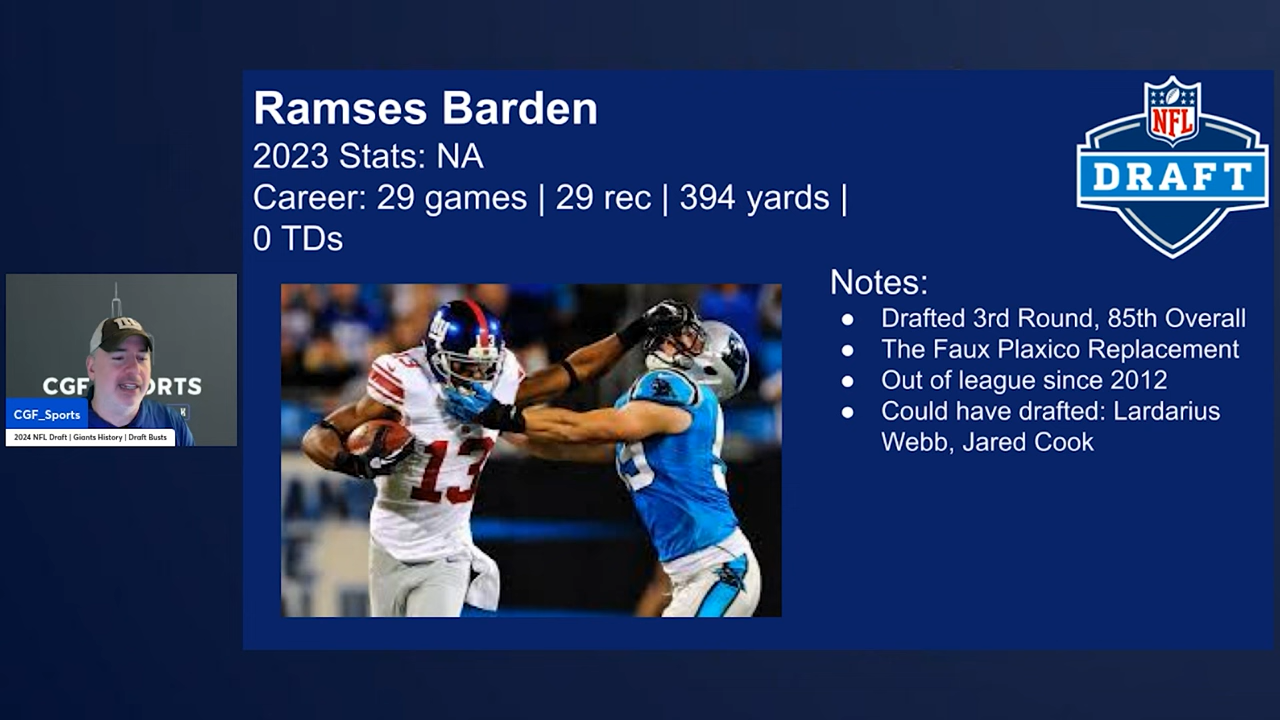 Ramses Barden
2023 Stats: NA
Career: 29 games | 29 rec | 394 yards |
0 TDs
NFL
DRAFT
Notes:
● Drafted 3rd Round, 85th Overall
● The Faux Plaxico Replacement
● Out of league since 2012
● Could have drafted: Lardarius
Webb, Jared Cook
CGF_Sports
2024 NFL Draft | Giants History | Draft Busts
13
13